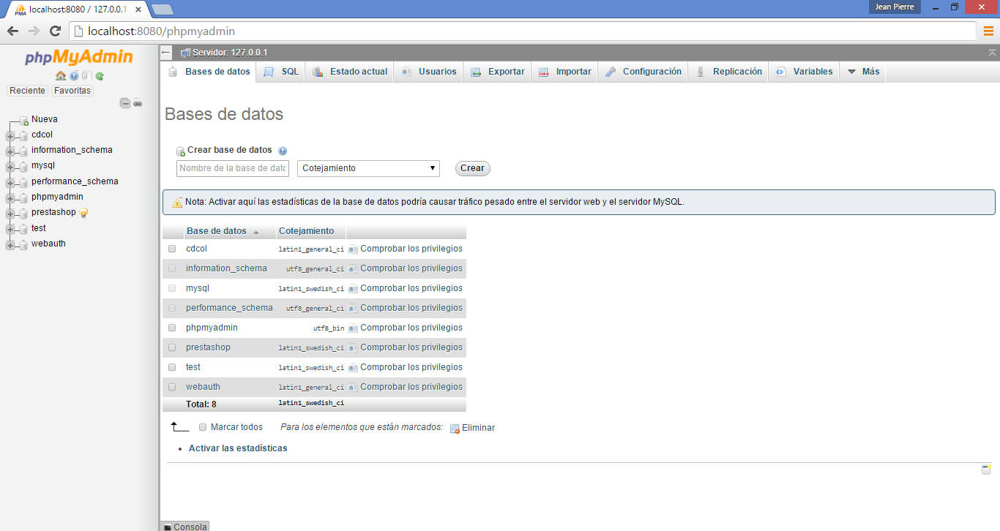 localhost:8080 / 127.0.0.1
Jean Pierre
localhost:8080/phpmyadmin
phpMyAdmin
Reciente Favoritas
Nueva
cdcol
information_schema
mysql
performance_schema
phpmyadmin
prestashop
test
webauth
Servidor: 127.0.0.1
Bases de datos SQL Estado actual Usuarios Exportar Importar Configuración Replicación Variables Más
Bases de datos
Crear base de datos
Nombre de la base de datc Cotejamiento Crear
Nota: Activar aquí las estadísticas de la base de datos podría causar tráfico pesado entre el servidor web y el servidor MySQL.
Base de datos Cotejamiento
cdcol latin1_general_ci Comprobar los privilegios
information_schema utf8_general_ci Comprobar los privilegios
mysql latin1_swedish_ci Comprobar los privilegios
performance_schema utf8_general_ci Comprobar los privilegios
phpmyadmin utf8_bin Comprobar los privilegios
prestashop latin1_swedish_ci Comprobar los privilegios
test latin1_swedish_ci Comprobar los privilegios
webauth latin1_general_ci Comprobar los privilegios
Total: 8 latin1_swedish_ci
Marcar todos Para los elementos que están marcados: Eliminar
Activar las estadísticas
Consola